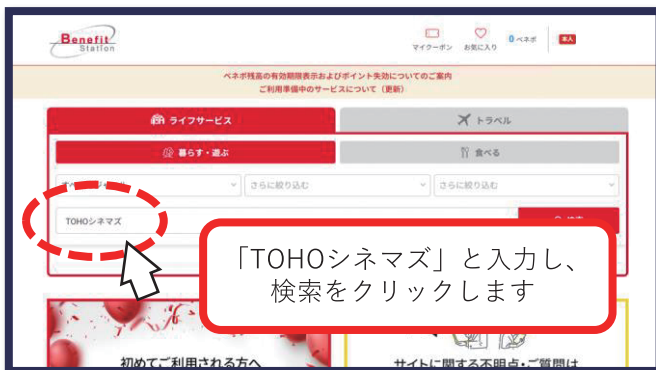 Benefit
Station
マイクーポン お気に入り 0 ベネポ 本人
ベネポ残高の有効期限表示およびポイント失効についてのご案内
ご利用準備中のサービスについて（更新）
ライフサービス トラベル
暮らす・遊ぶ 食べる
さらに絞り込む さらに絞り込む
TOHOシネマズ
「TOHOシネマズ」と入力し、
検索をクリックします
初めてご利用される方へ サイトに関する不明点・ご質問は